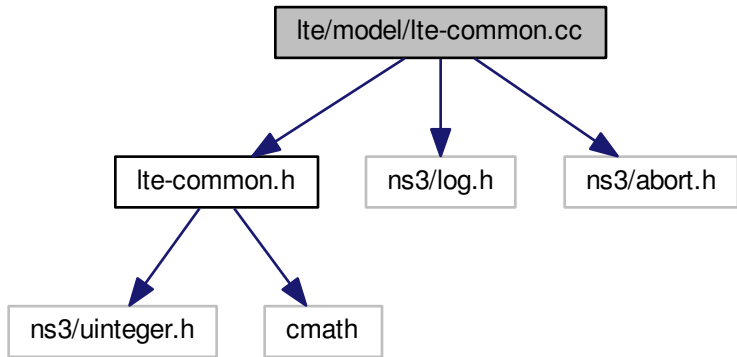 lte/model/lte-common.cc
lte-common.h
ns3/log.h
ns3/abort.h
ns3/uinteger.h
cmath